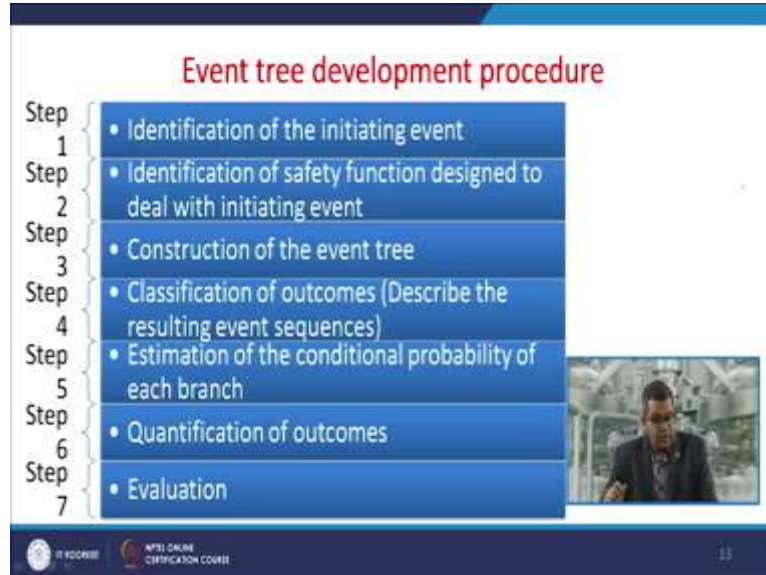 Event tree development procedure
Step 1
• Identification of the initiating event
Step 2
• Identification of safety function designed to
deal with initiating event
Step 3
• Construction of the event tree
Step 4
• Classification of outcomes (Describe the
resulting event sequences)
Step 5
• Estimation of the conditional probability of
each branch
Step 6
• Quantification of outcomes
Step 7
• Evaluation
IIT ROORKEE
NPTEL ONLINE
CERTIFICATION COURSE
13